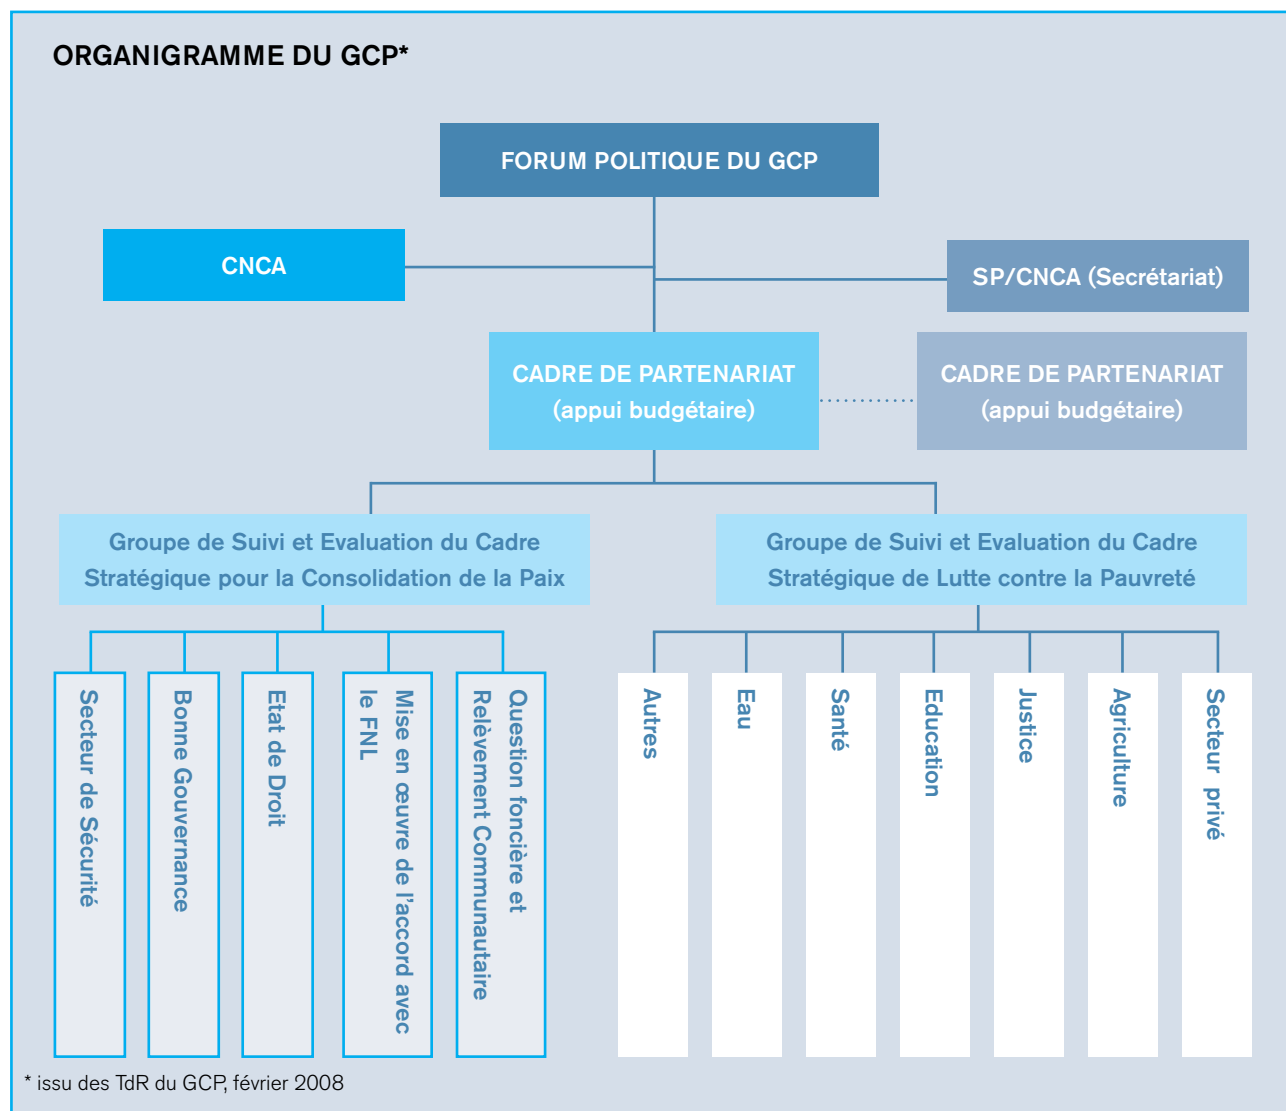 ORGANIGRAMME DU GCP*
FORUM POLITIQUE DU GCP
CNCA
SP/CNCA (Secrétariat)
CADRE DE PARTENARIAT
(appui budgétaire)
CADRE DE PARTENARIAT
(appui budgétaire)
Groupe de Suivi et Evaluation du Cadre
Stratégique pour la Consolidation de la Paix
Groupe de Suivi et Evaluation du Cadre
Stratégique de Lutte contre la Pauvreté
Secteur de Sécurité
Bonne Gouvernance
Etat de Droit
Mise en œuvre de l'accord avec
le FNL
Question foncière et
Relèvement Communautaire
Autres
Eau
Santé
Education
Justice
Agriculture
Secteur privé
* issu des TdR du GCP, février 2008